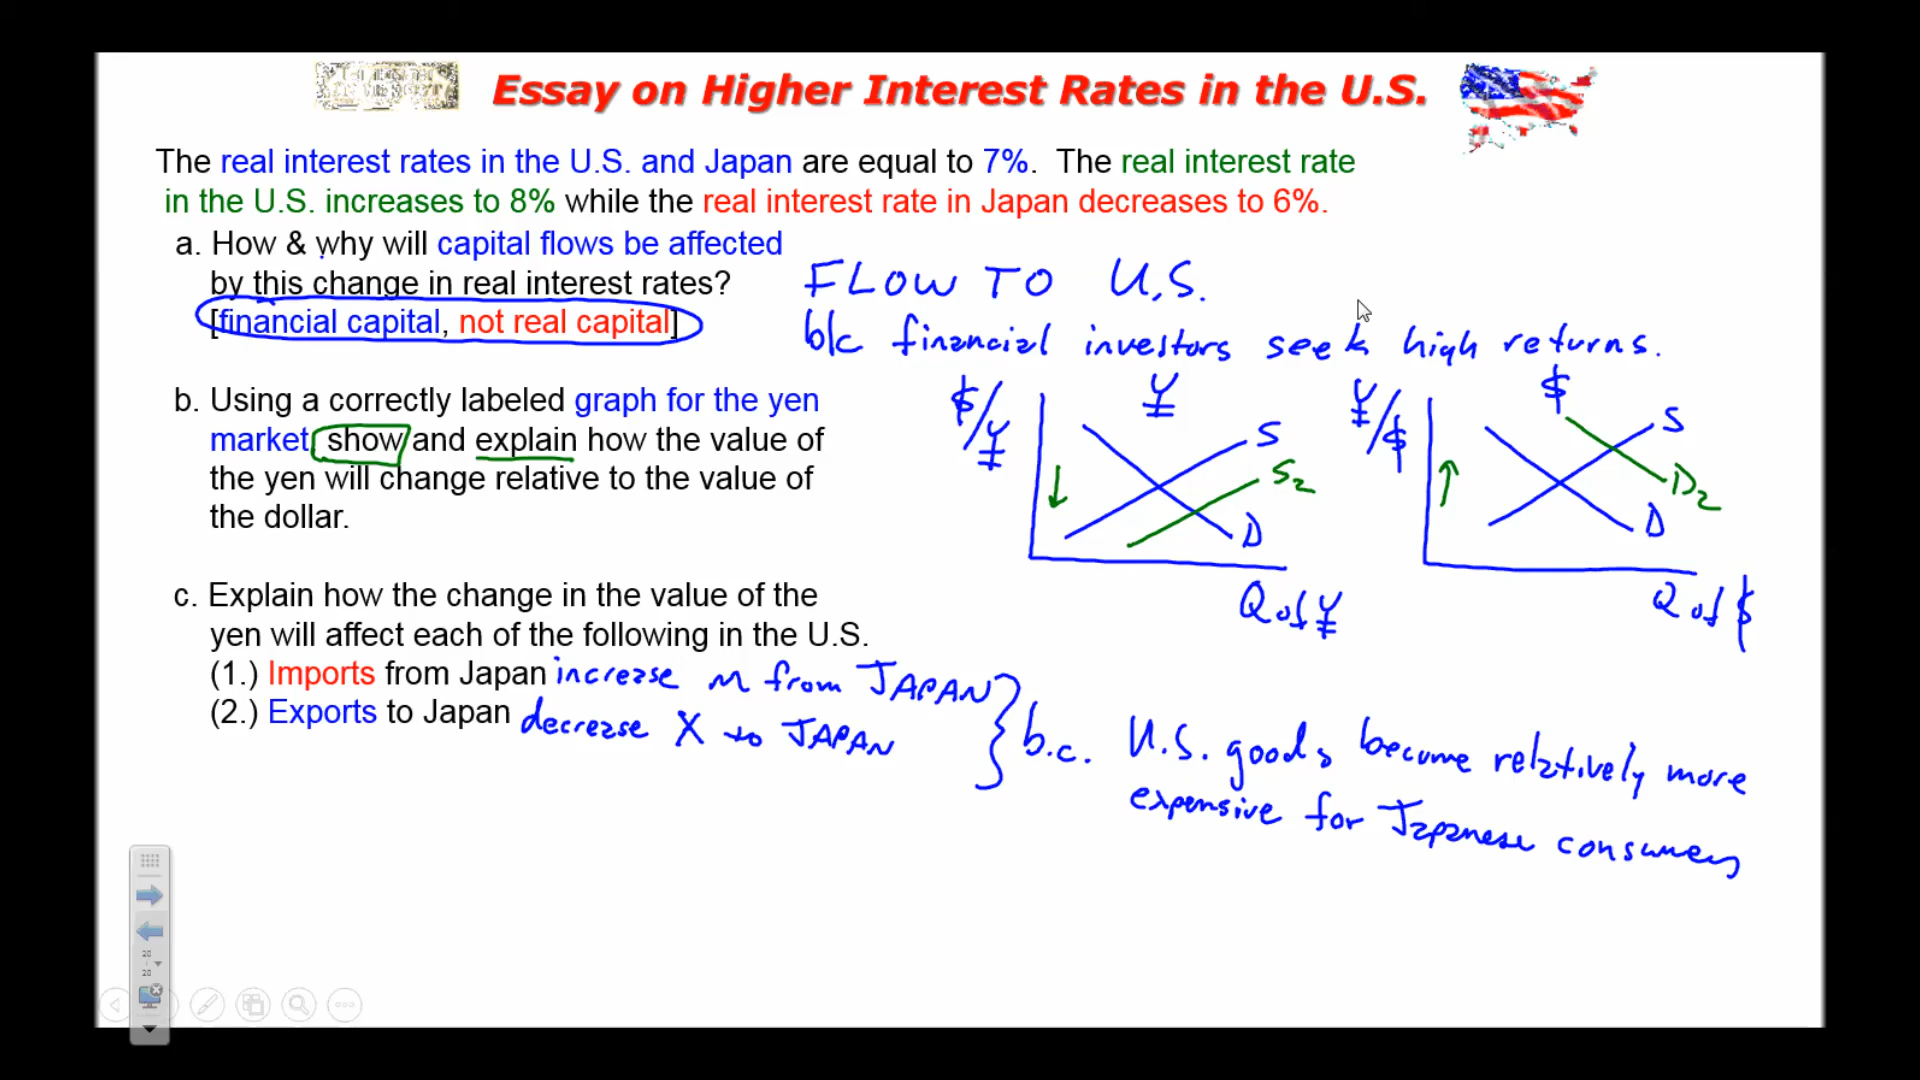 Essay on Higher Interest Rates in the U.S.
The real interest rates in the U.S. and Japan are equal to 7%. The real interest rate
in the U.S. increases to 8% while the real interest rate in Japan decreases to 6%.
a. How & why will capital flows be affected
by this change in real interest rates?
[financial capital, not real capital]
FLOW TO U.S.
b/c financial investors seek high returns.
b. Using a correctly labeled graph for the yen
market, show and explain how the value of
the yen will change relative to the value of
the dollar.
$/¥
¥
S
S2
D
Q of ¥
¥/$
$
S
D2
D
Q of $
c. Explain how the change in the value of the
yen will affect each of the following in the U.S.
(1.) Imports from Japan increase M from JAPAN
(2.) Exports to Japan decrease X to JAPAN
b.c. U.S. goods become relatively more
expensive for Japanese consumers
20
20